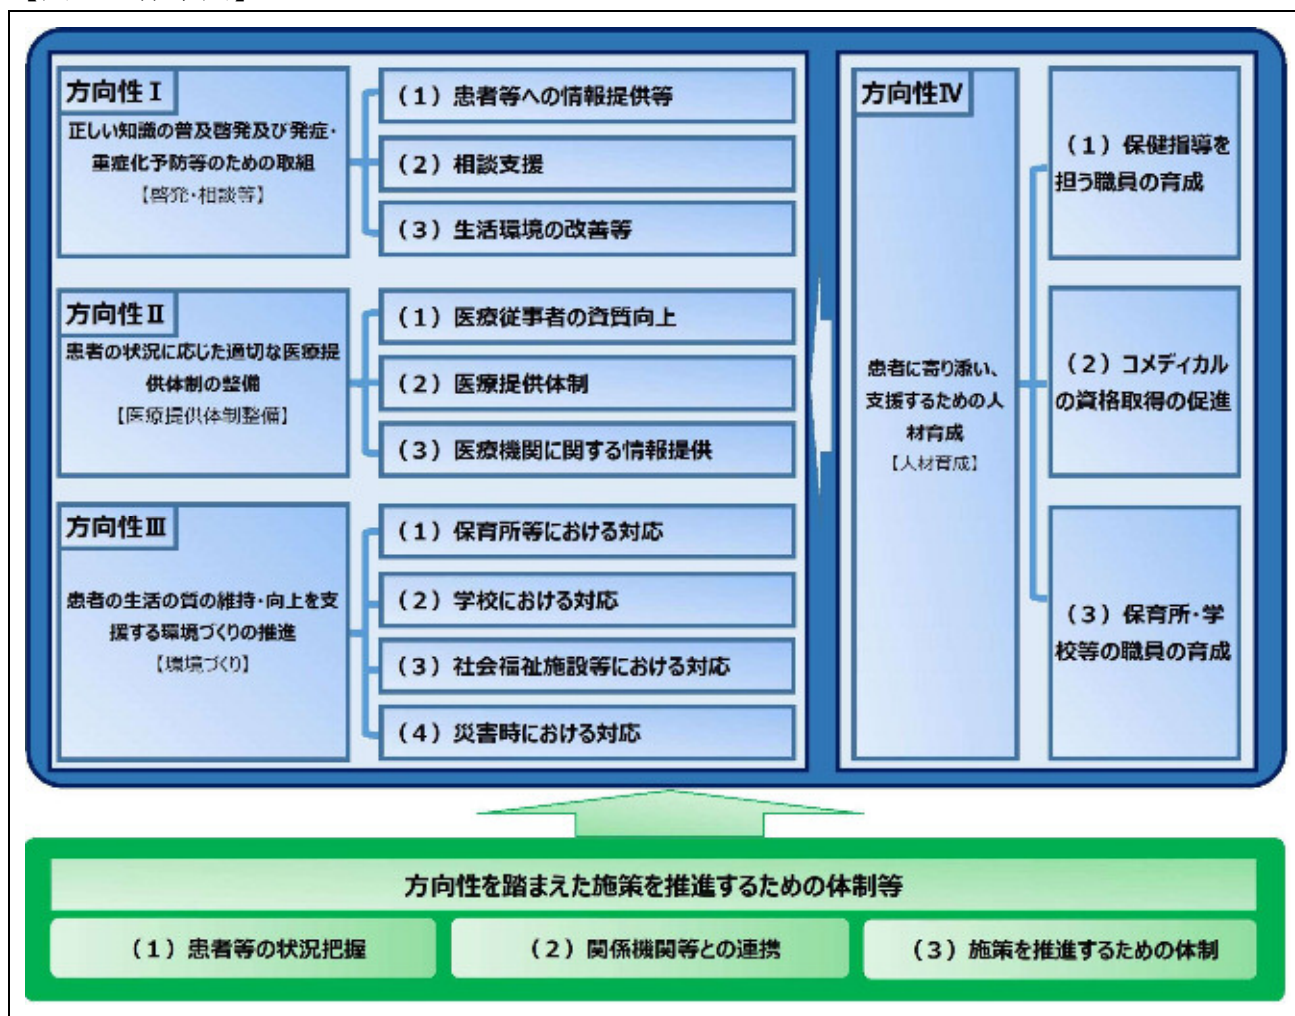 方向性Ⅰ
正しい知識の普及啓発及び発症・
重症化予防等のための取組
【啓発・相談等】
（１）患者等への情報提供等
（２）相談支援
（３）生活環境の改善等
方向性Ⅱ
患者の状況に応じた適切な医療提
供体制の整備
【医療提供体制整備】
（１）医療従事者の資質向上
（２）医療提供体制
（３）医療機関に関する情報提供
方向性Ⅲ
患者の生活の質の維持・向上を支
援する環境づくりの推進
【環境づくり】
（１）保育所等における対応
（２）学校における対応
（３）社会福祉施設等における対応
（４）災害時における対応
方向性Ⅳ
患者に寄り添い、
支援するための人
材育成
【人材育成】
（１）保健指導を
担う職員の育成
（２）コメディカル
の資格取得の促進
（３）保育所・学
校等の職員の育成
方向性を踏まえた施策を推進するための体制等
（１）患者等の状況把握
（２）関係機関等との連携
（３）施策を推進するための体制